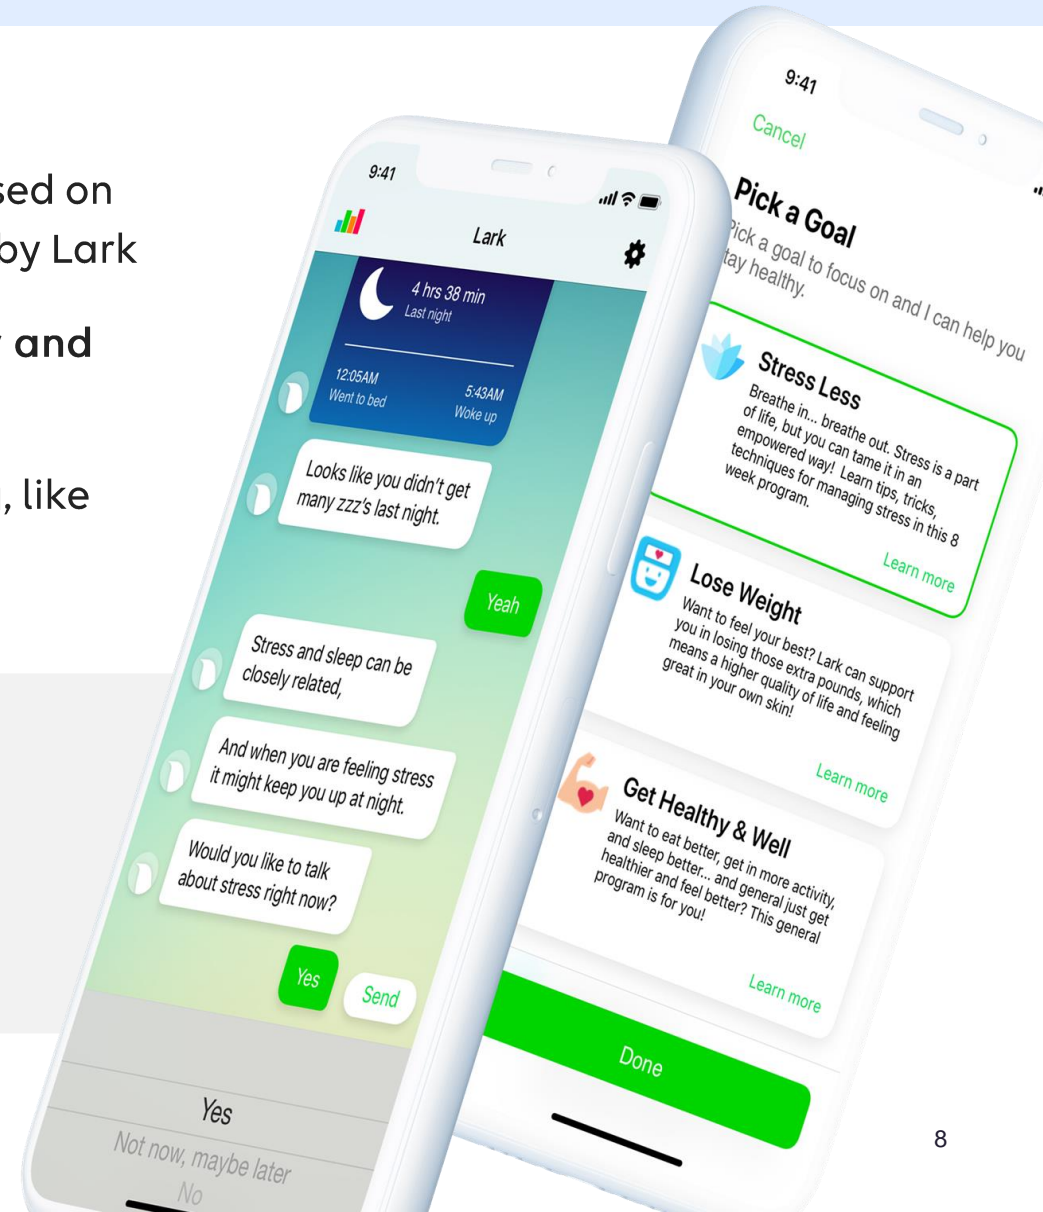 sed on
by Lark
and
, like
9:41
Lark
4 hrs 38 min
Last night
12:05AM
Went to bed
5:43AM
Woke up
Looks like you didn't get
many zzz's last night.
Yeah
Stress and sleep can be
closely related,
And when you are feeling stress
it might keep you up at night.
Would you like to talk
about stress right now?
Yes
Send
Yes
Not now, maybe later
No
9:41
Cancel
Pick a Goal
Pick a goal to focus on and I can help you
stay healthy.
Stress Less
Breathe in... breathe out. Stress is a part
of life, but you can tame it in an
empowered way! Learn tips, tricks,
techniques for managing stress in this 8
week program.
Learn more
Lose Weight
Want to feel your best? Lark can support
you in losing those extra pounds, which
means a higher quality of life and feeling
great in your own skin!
Learn more
Get Healthy & Well
Want to eat better, get in more activity,
and sleep better... and general just get
healthier and feel better? This general
program is for you!
Learn more
Done
8